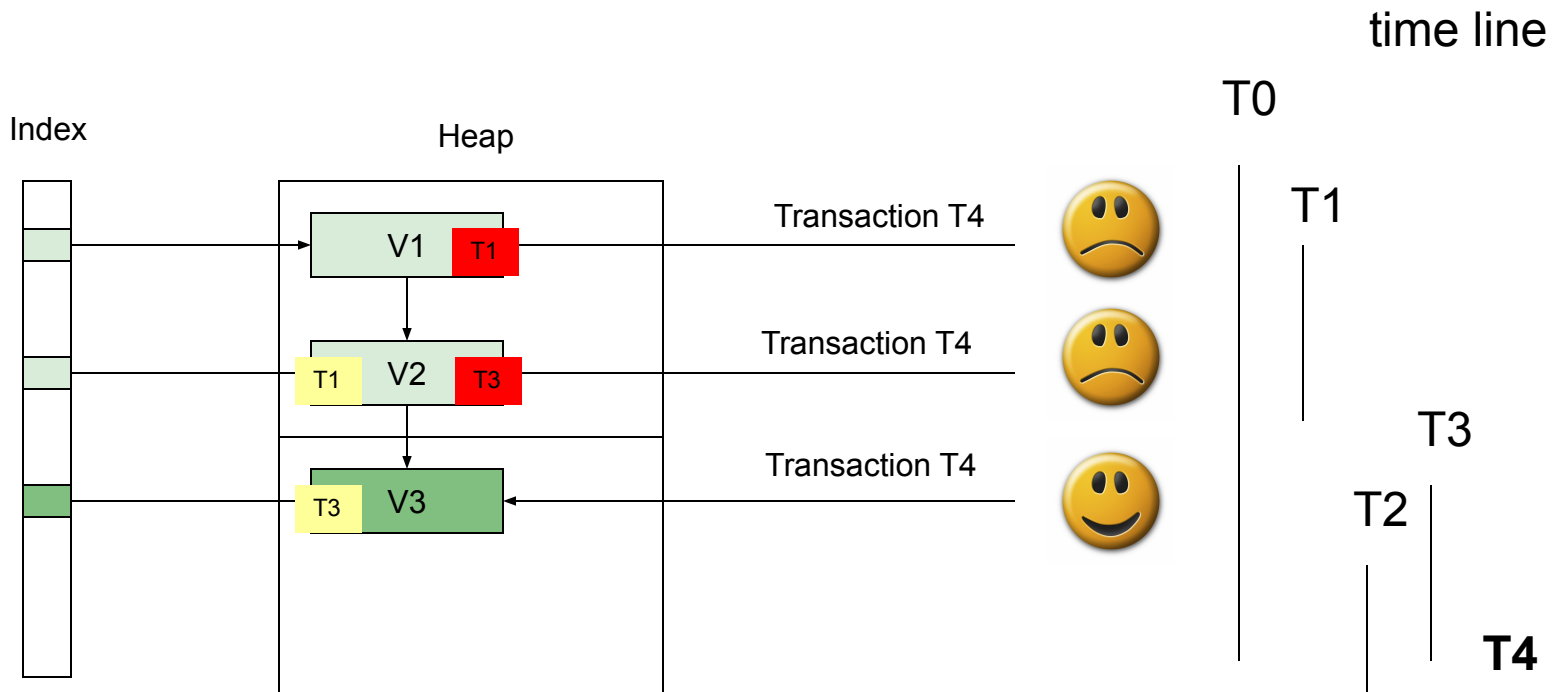 time line
T0
Index
Heap
T1
V1
T1
Transaction T4
T1
V2
T3
Transaction T4
T3
T3
V3
Transaction T4
T2
T4